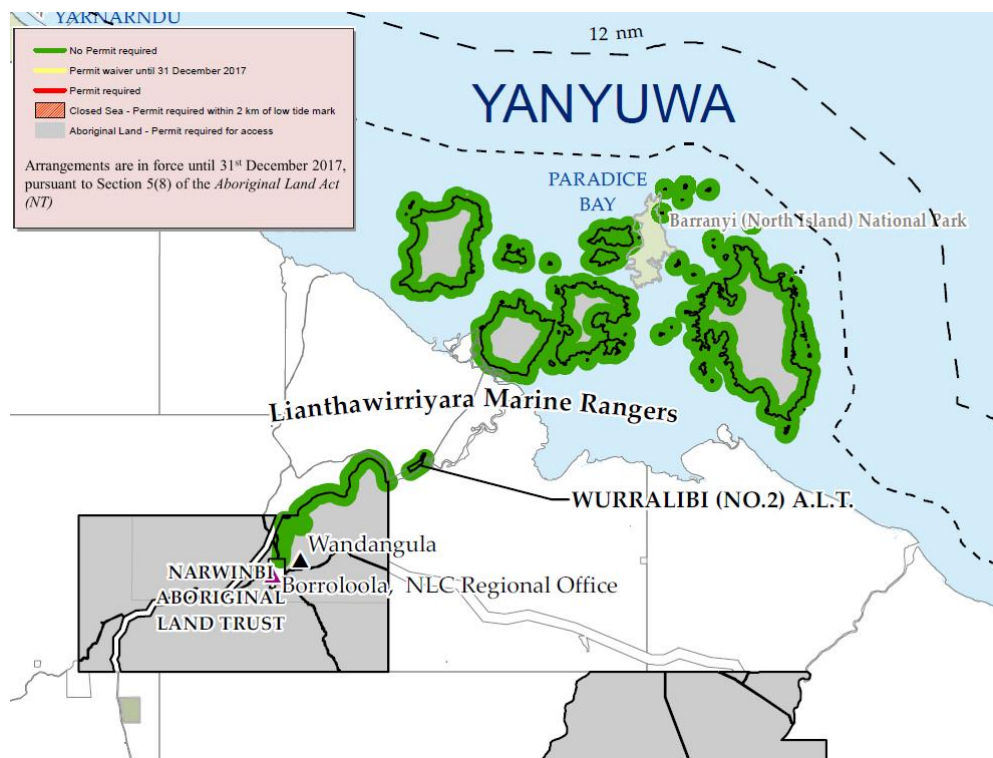 YARNARNDU
No Permit required
Permit waiver until 31 December 2017
Permit required
Closed Sea - Permit required within 2 km of low tide mark
Aboriginal Land - Permit required for access
Arrangements are in force until 31st December 2017,
pursuant to Section 5(8) of the Aboriginal Land Act
(NT)
12 nm
YANYUWA
PARADICE
BAY
Barranyi (North Island) National Park
Lianthawirriyara Marine Rangers
WURRALIBI (NO.2) A.L.T.
Wandangula
Borroloola, NLC Regional Office
NARWINBI
ABORIGINAL
LAND TRUST